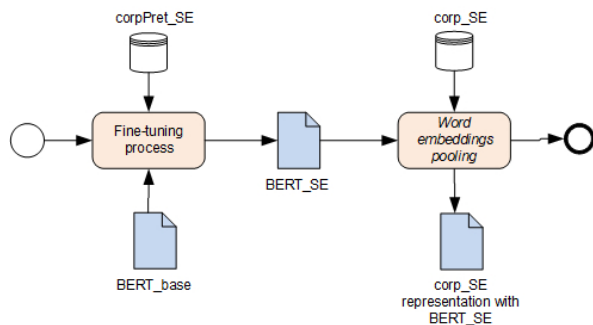 corpPret_SE
corp_SE
Fine-tuning
process
Word
embeddings
pooling
BERT_SE
BERT_base
corp_SE
representation with
BERT_SE